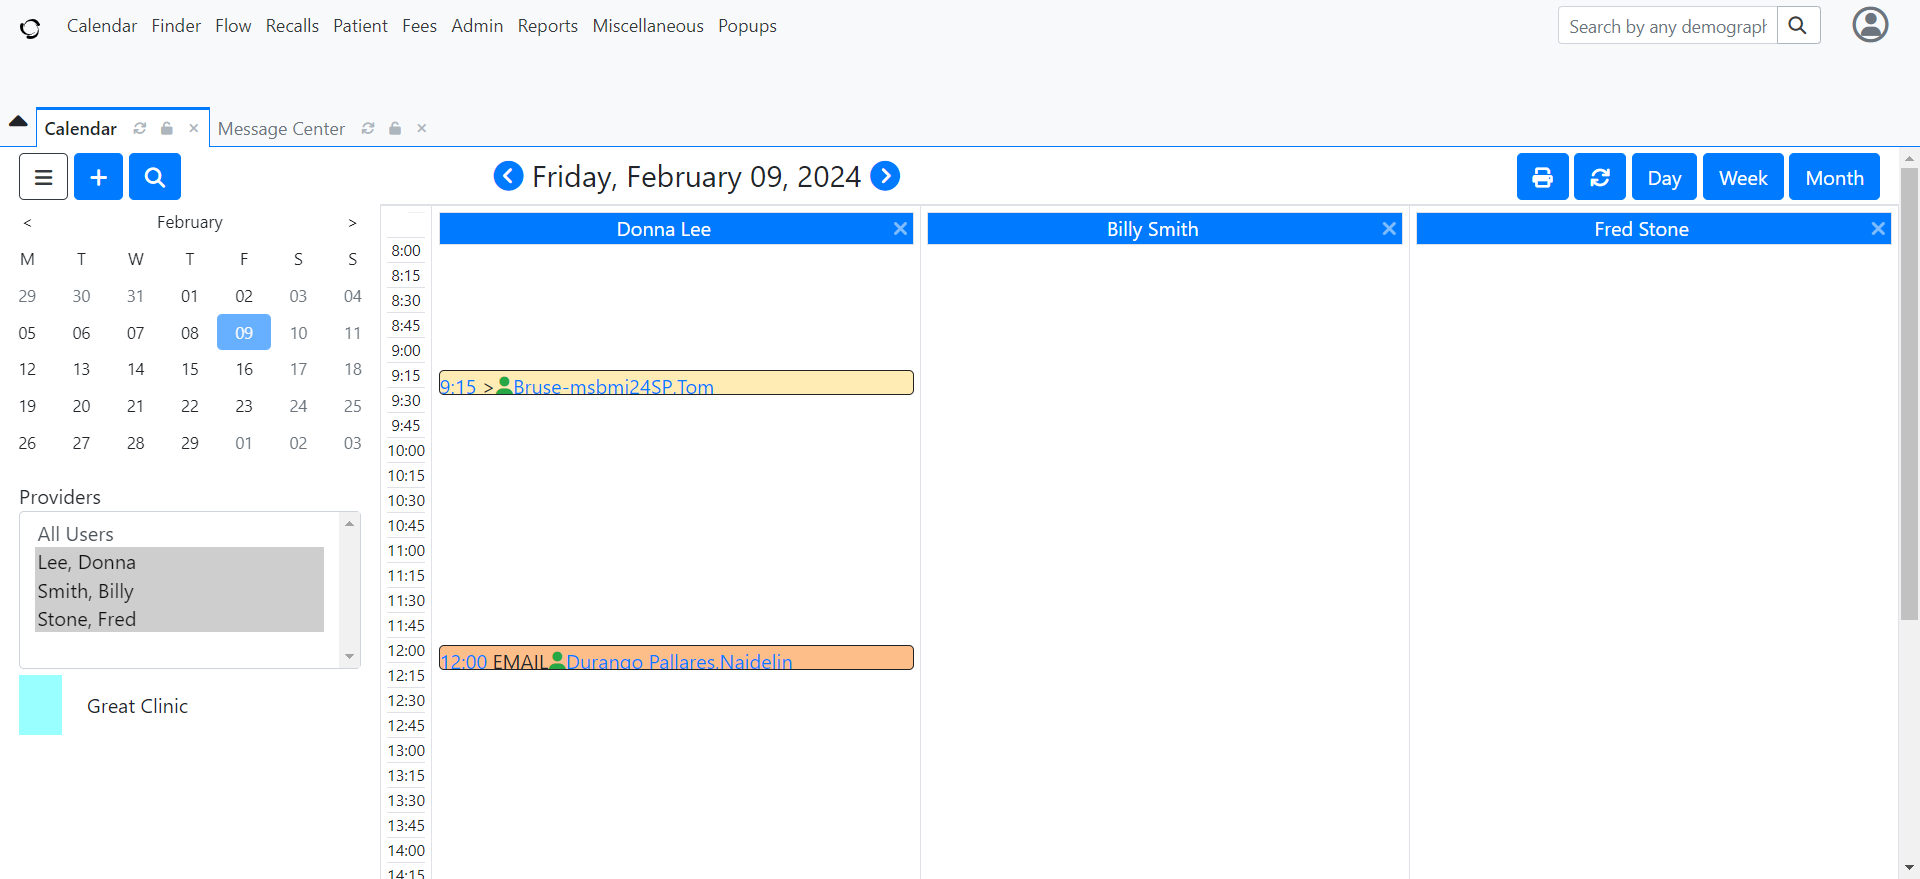 Calendar Finder Flow Recalls Patient Fees Admin Reports Miscellaneous Popups
Search by any demograph
Calendar
Message Center
Friday, February 09, 2024
Day Week Month
< February >
M T W T F S S
29 30 31 01 02 03 04
05 06 07 08 09 10 11
12 13 14 15 16 17 18
19 20 21 22 23 24 25
26 27 28 29 01 02 03
Providers
All Users
Lee, Donna
Smith, Billy
Stone, Fred
Great Clinic
Donna Lee
Billy Smith
Fred Stone
8:00
8:15
8:30
8:45
9:00
9:15
9:30
9:45
10:00
10:15
10:30
10:45
11:00
11:15
11:30
11:45
12:00
12:15
12:30
12:45
13:00
13:15
13:30
13:45
14:00
14:15
9:15 >Bruse-msbmi24SP,Tom
12:00 EMAILDurango Pallares,Naidelin